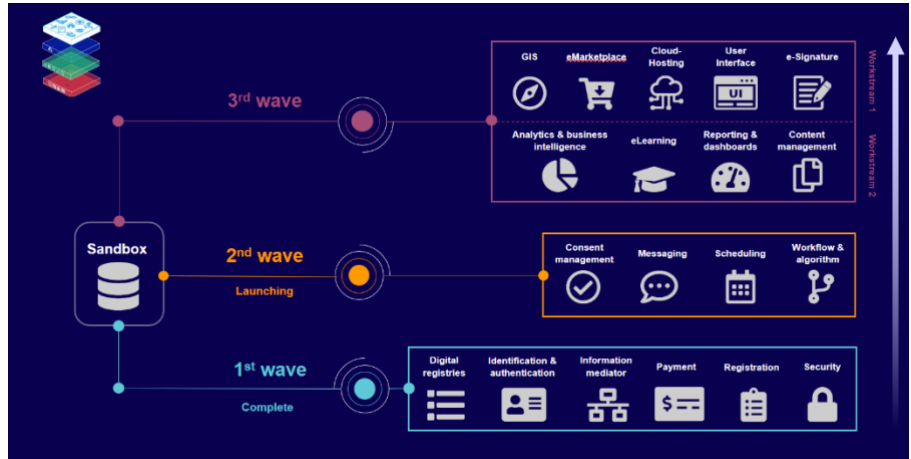 GIS
eMarketplace
Cloud-
Hosting
User
Interface
e-Signature
UI
Workstream 1
3rd wave
Analytics & business
intelligence
eLearning
Reporting &
dashboards
Content
management
Workstream 2
Sandbox
2nd wave
Launching
Consent
management
Messaging
Scheduling
Workflow &
algorithm
1st wave
Complete
Digital
registries
Identification &
authentication
Information
mediator
Payment
Registration
Security
$